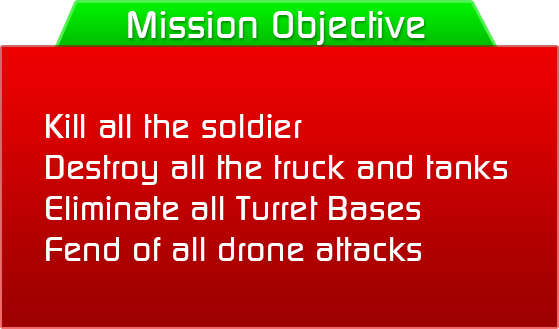 Mission Objective
Kill all the soldier
Destroy all the truck and tanks
Eliminate all Turret Bases
Fend of all drone attacks